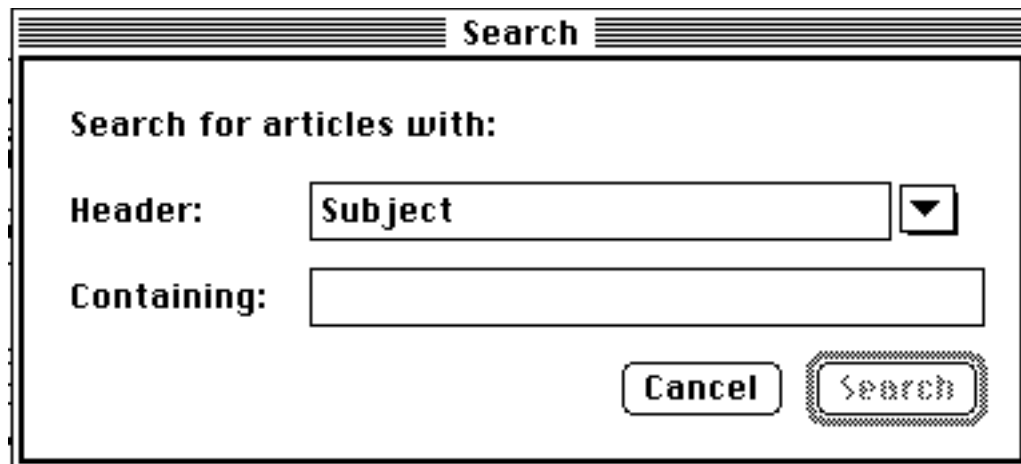 Search
Search for articles with:
Header: Subject
Containing:
Cancel Search